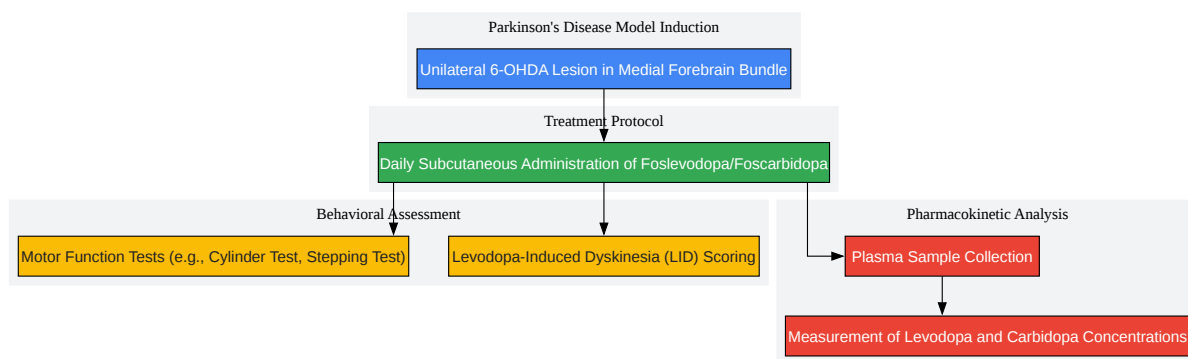 Parkinson's Disease Model Induction
Unilateral 6-OHDA Lesion in Medial Forebrain Bundle
Treatment Protocol
Daily Subcutaneous Administration of Foslevodopa/Foscarbidopa
Behavioral Assessment
Motor Function Tests (e.g., Cylinder Test, Stepping Test)
Levodopa-Induced Dyskinesia (LID) Scoring
Pharmacokinetic Analysis
Plasma Sample Collection
Measurement of Levodopa and Carbidopa Concentrations